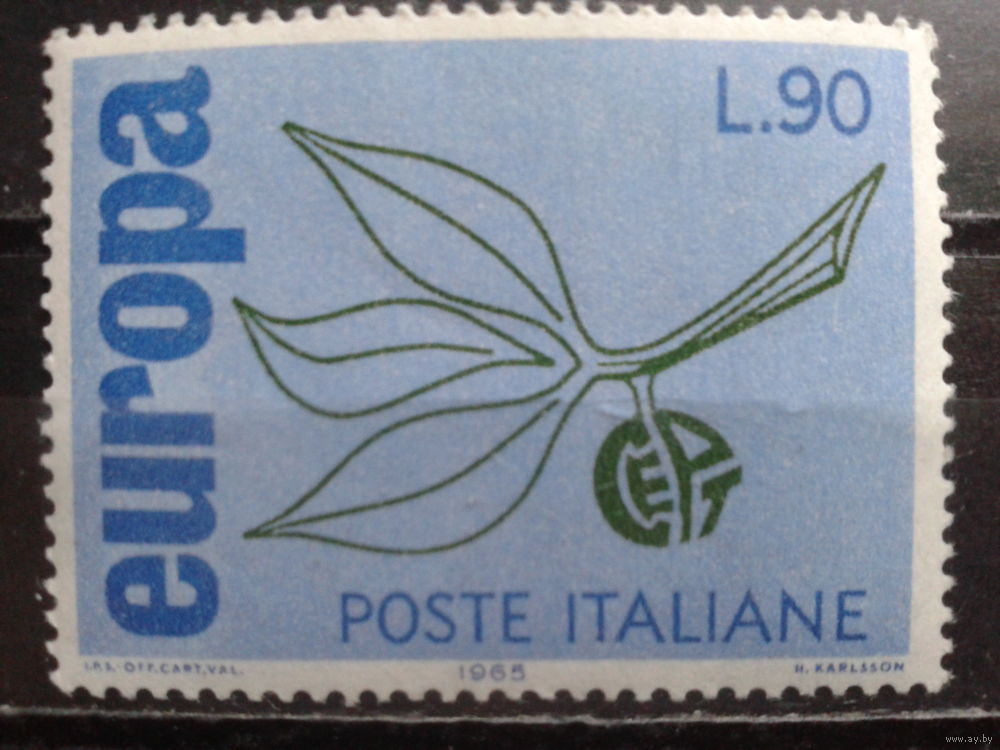 europa
L.90
CEPT
POSTE ITALIANE
I.P.S.-OFF.CART.VAL.
1965
H. KARLSSON
www.ay.by